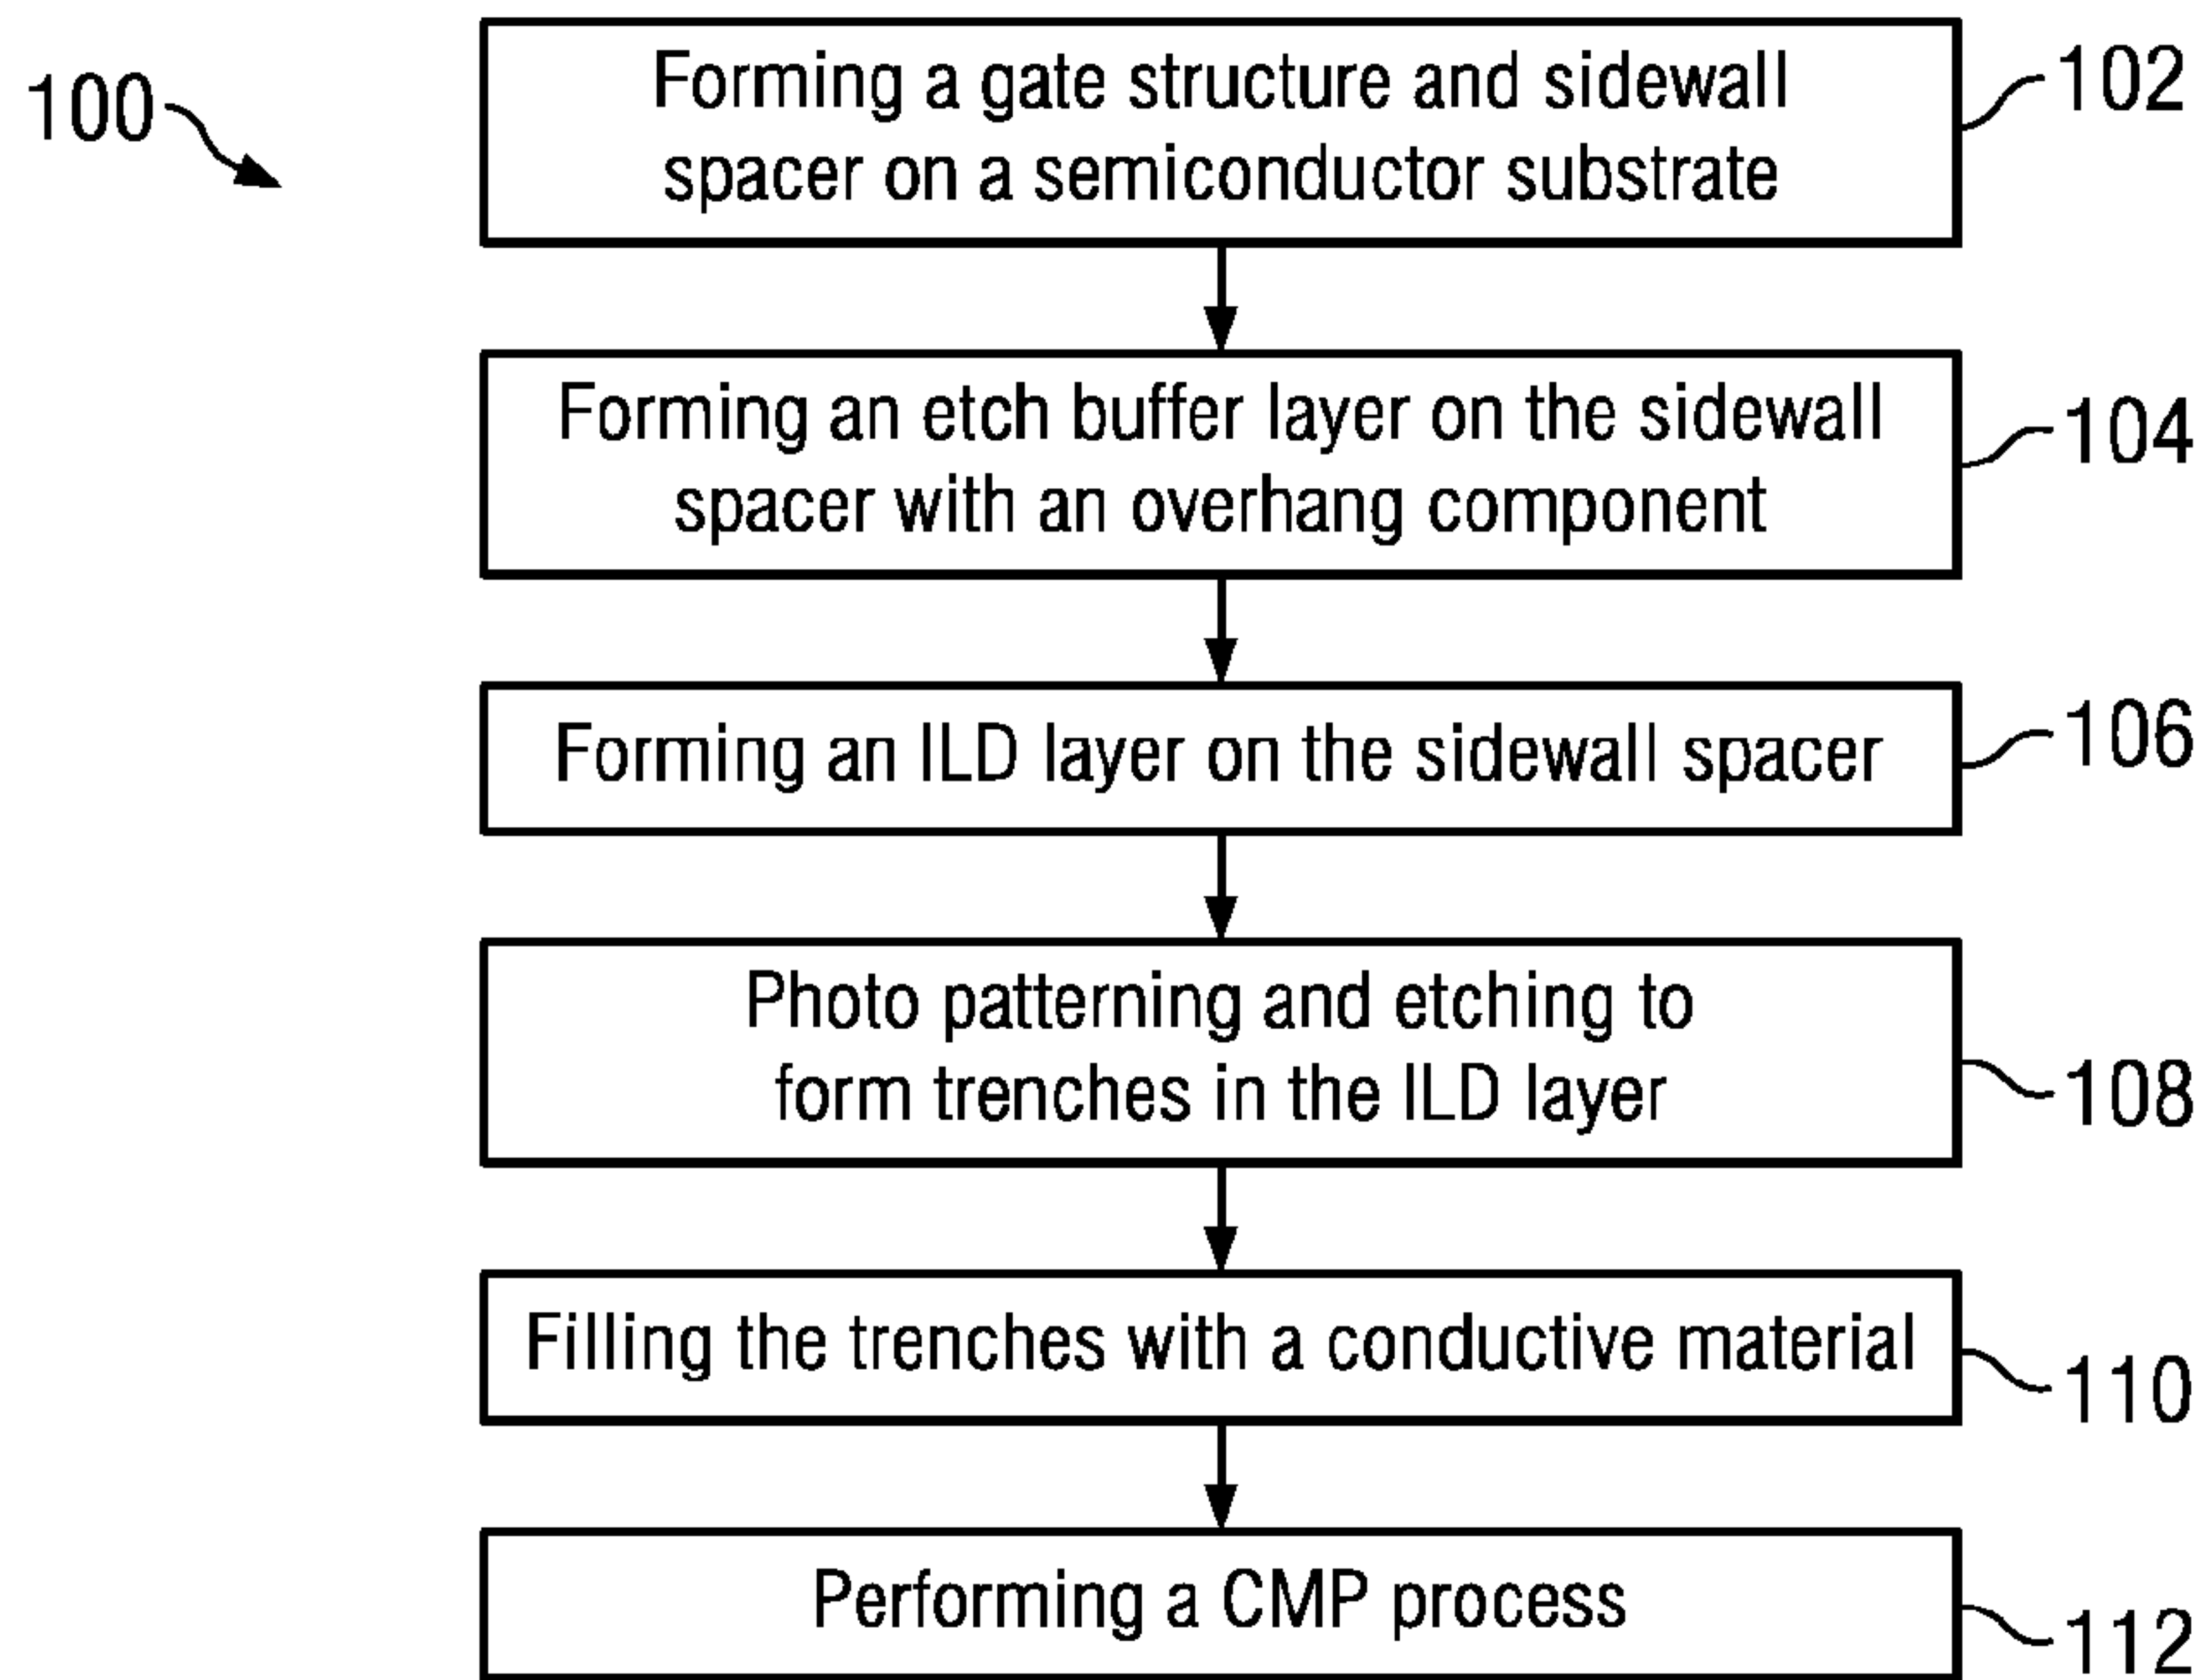 100
Forming a gate structure and sidewall
spacer on a semiconductor substrate
102
Forming an etch buffer layer on the sidewall
spacer with an overhang component
104
Forming an ILD layer on the sidewall spacer
106
Photo patterning and etching to
form trenches in the ILD layer
108
Filling the trenches with a conductive material
110
Performing a CMP process
112